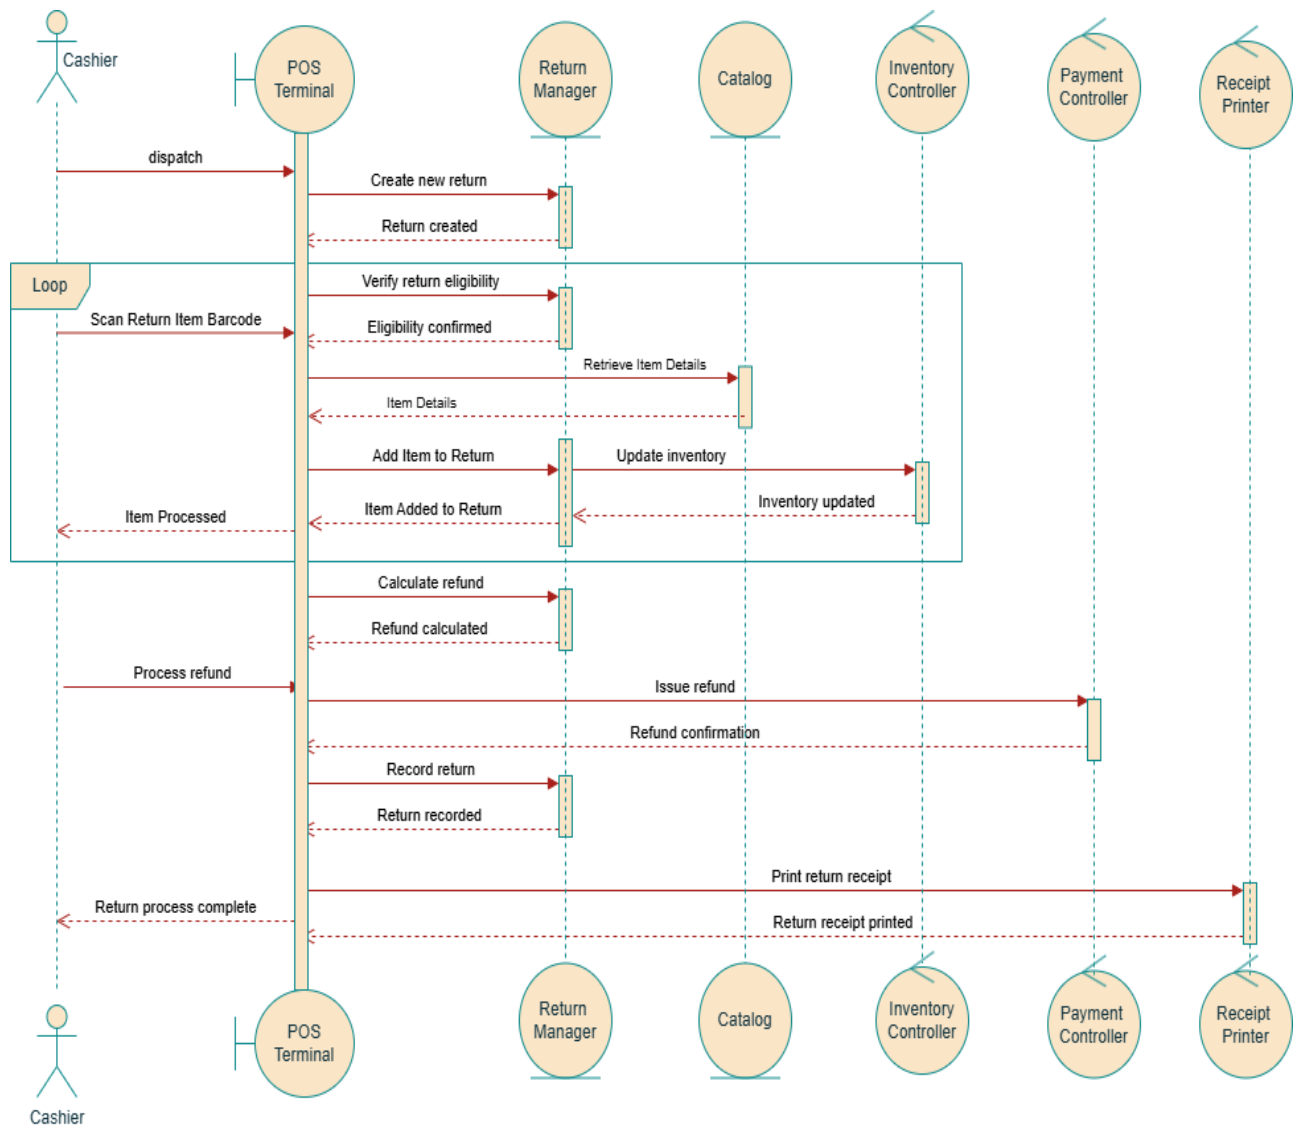 Cashier
POS
Terminal
Return
Manager
Catalog
Inventory
Controller
Payment
Controller
Receipt
Printer
dispatch
Create new return
Return created
Loop
Verify return eligibility
Scan Return Item Barcode
Eligibility confirmed
Retrieve Item Details
Item Details
Add Item to Return
Update inventory
Inventory updated
Item Added to Return
Item Processed
Calculate refund
Refund calculated
Process refund
Issue refund
Refund confirmation
Record return
Return recorded
Print return receipt
Return process complete
Return receipt printed
POS
Terminal
Return
Manager
Catalog
Inventory
Controller
Payment
Controller
Receipt
Printer
Cashier